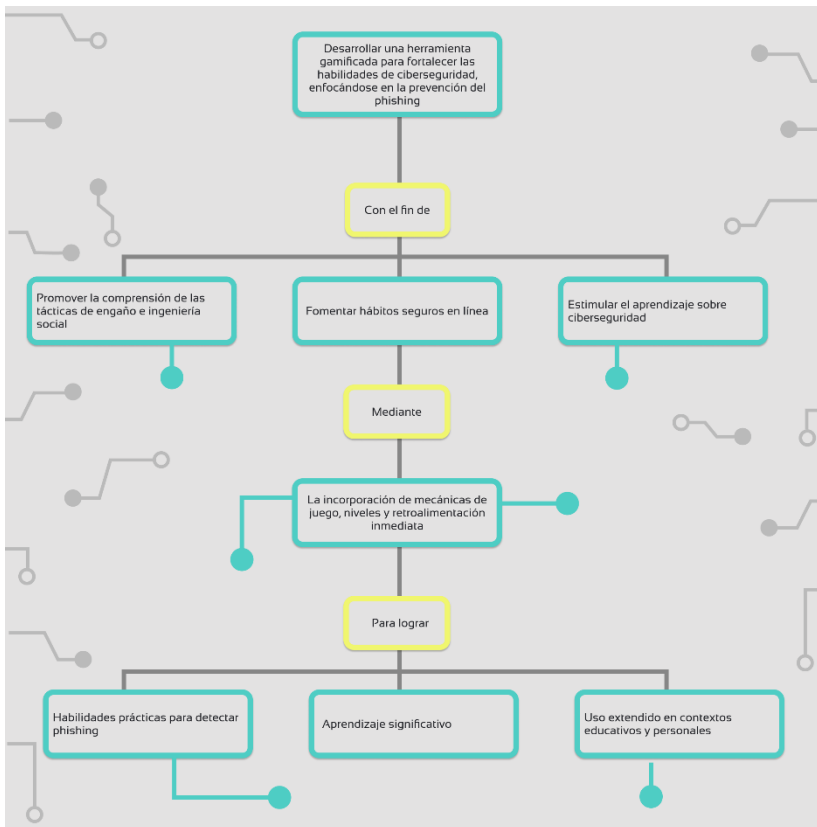 Desarrollar una herramienta
gamificada para fortalecer las
habilidades de ciberseguridad,
enfocándose en la prevención del
phishing
Con el fin de
Promover la comprensión de las
tácticas de engaño e ingeniería
social
Fomentar hábitos seguros en línea
Estimular el aprendizaje sobre
ciberseguridad
Mediante
La incorporación de mecánicas de
juego, niveles y retroalimentación
inmediata
Para lograr
Habilidades prácticas para detectar
phishing
Aprendizaje significativo
Uso extendido en contextos
educativos y personales